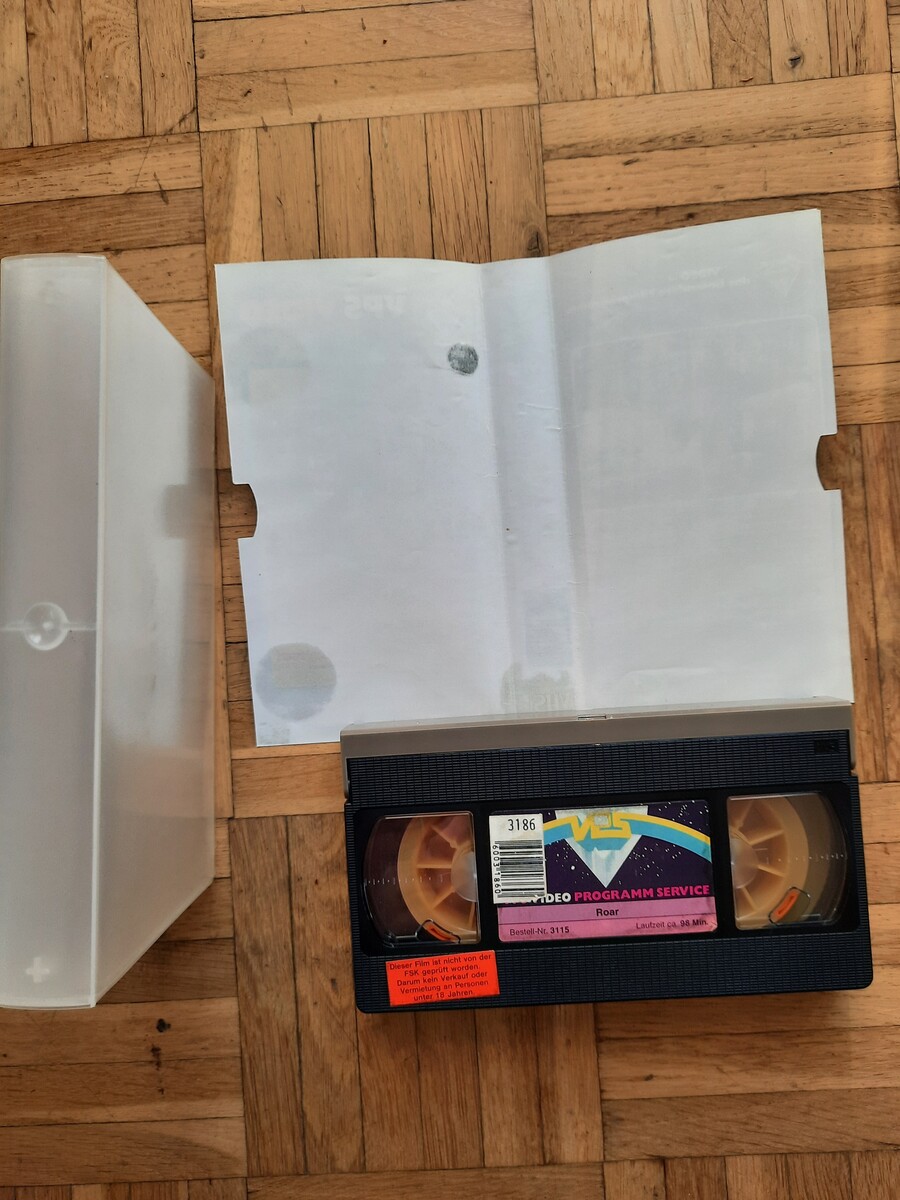 3186
60031860
VPS
VIDEO PROGRAMM SERVICE
Roar
Bestell-Nr. 3115
Laufzeit ca. 98 Min.
Dieser Film ist nicht von der
FSK geprüft worden.
Darum kein Verkauf oder
Vermietung an Personen
unter 18 Jahren.